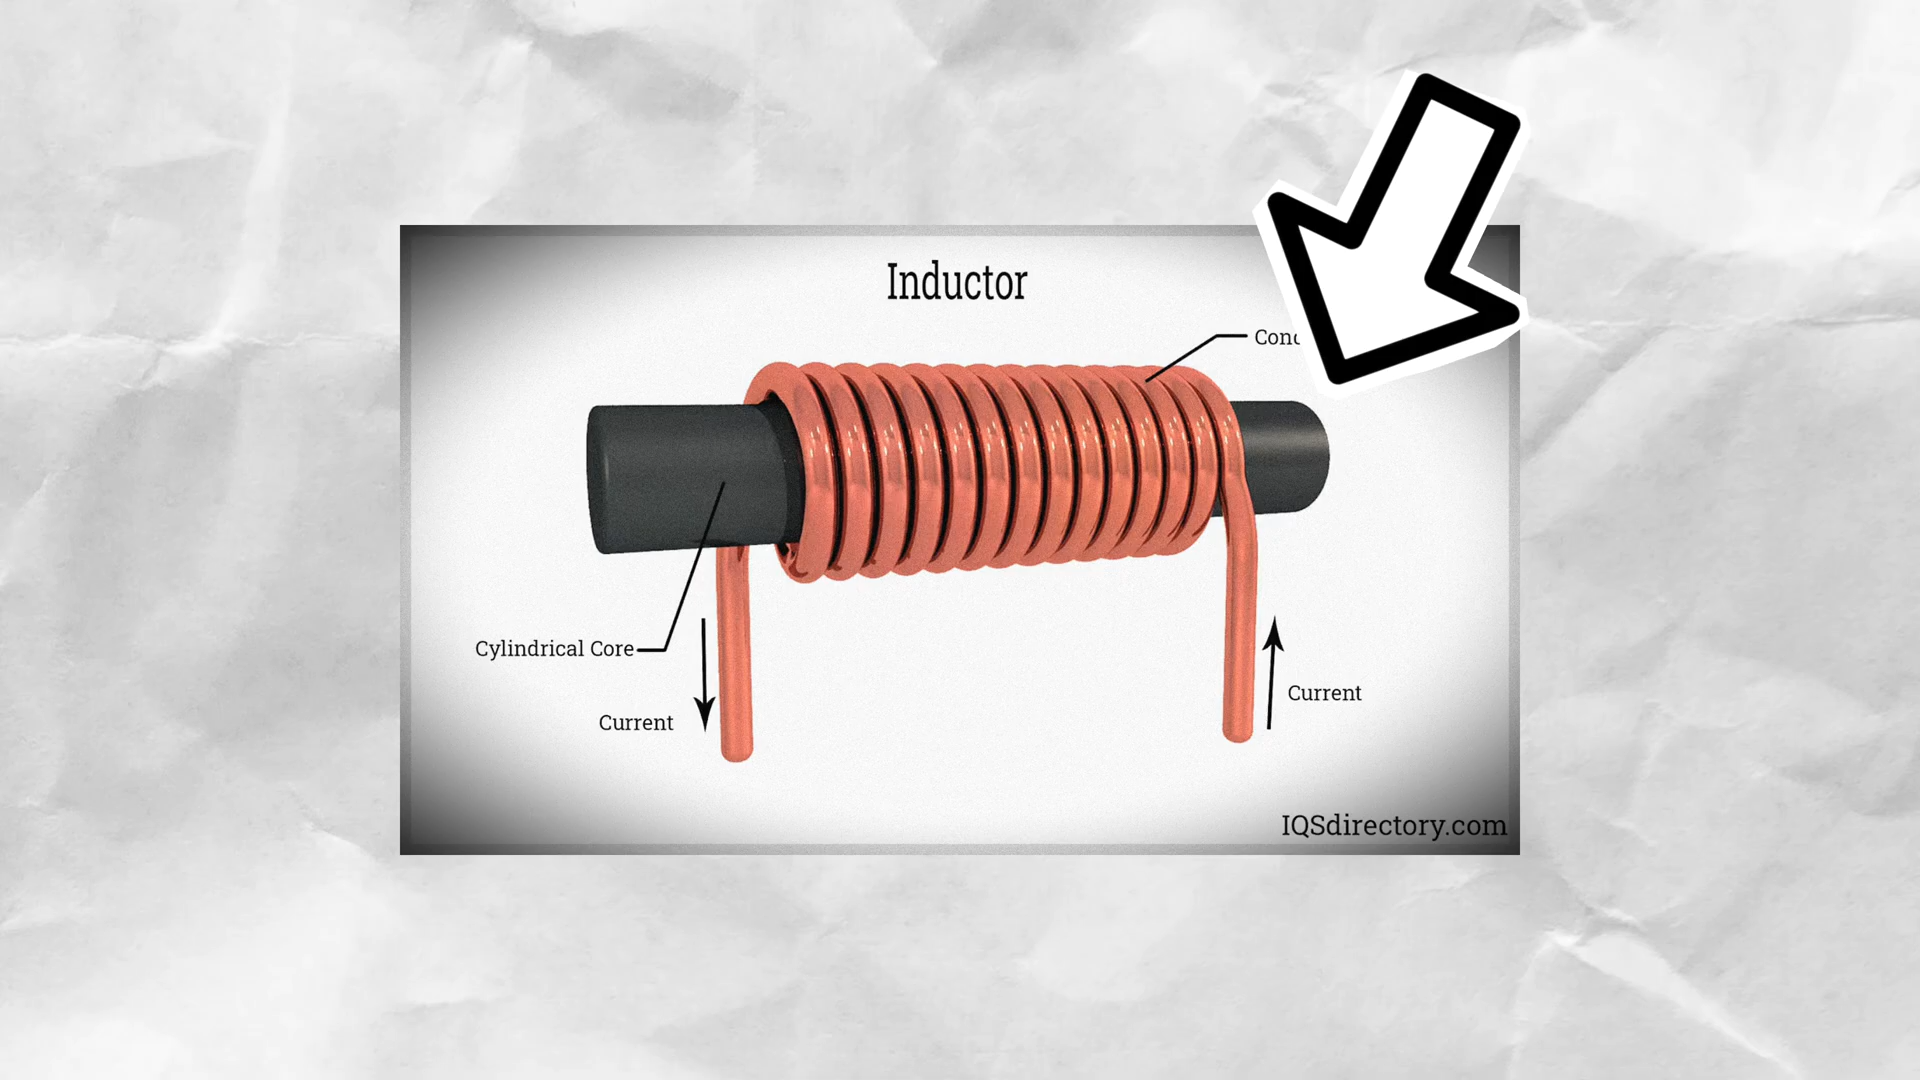 Inductor
Cylindrical Core
Current
Current
IQSdirectory.com